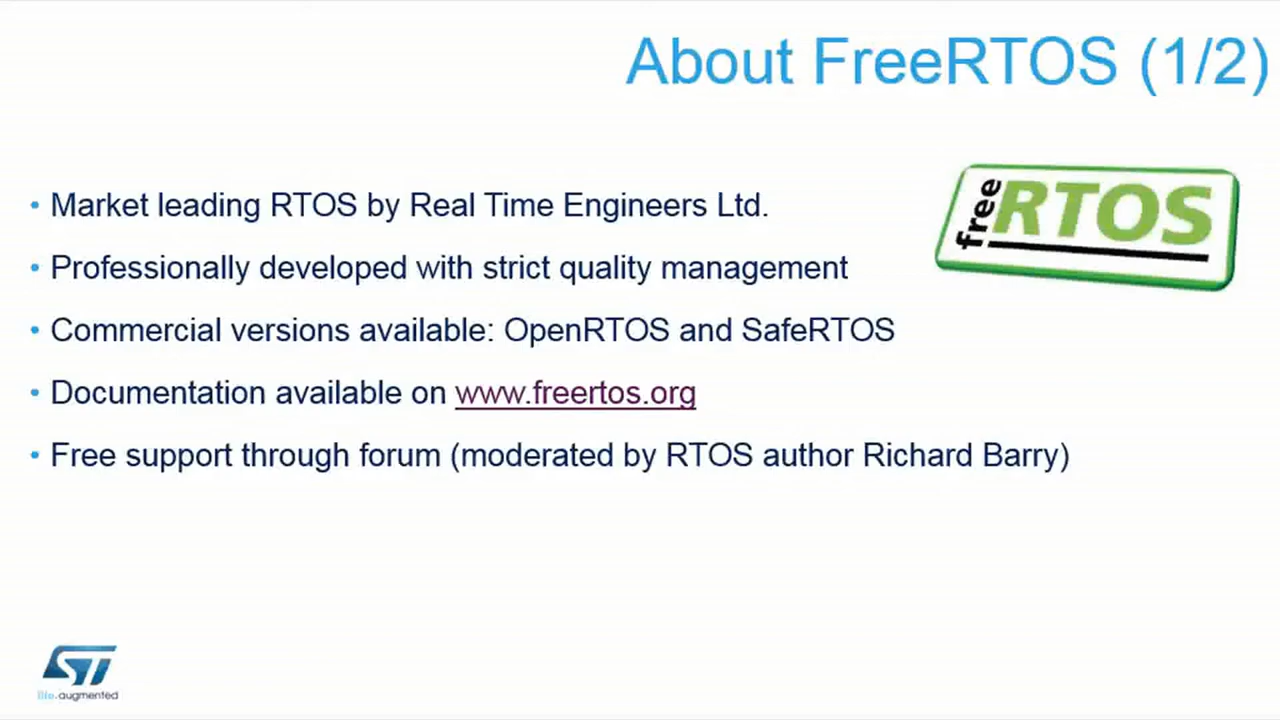 About FreeRTOS (1/2)
free RTOS
• Market leading RTOS by Real Time Engineers Ltd.
• Professionally developed with strict quality management
• Commercial versions available: OpenRTOS and SafeRTOS
• Documentation available on www.freertos.org
• Free support through forum (moderated by RTOS author Richard Barry)
ST
life.augmented